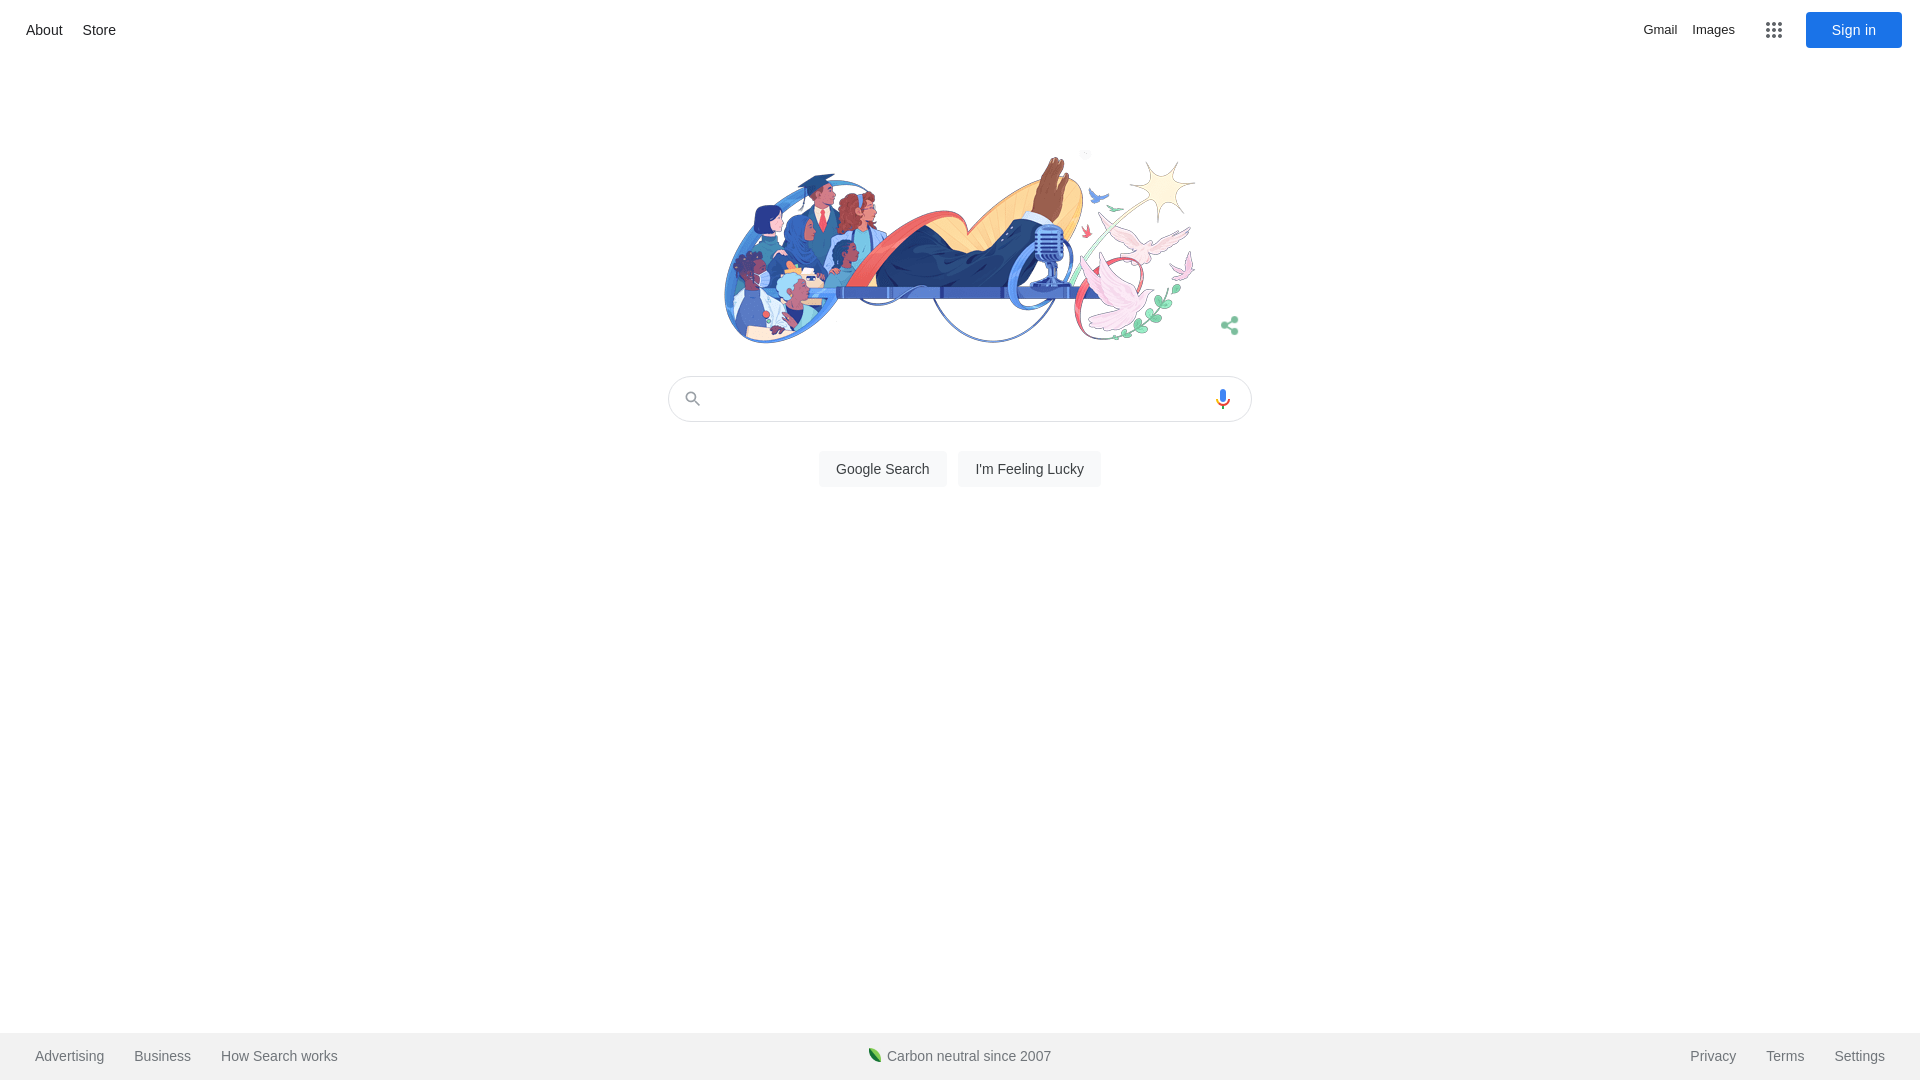 About Store Gmail Images Sign in
Google Search I'm Feeling Lucky
Advertising Business How Search works Carbon neutral since 2007 Privacy Terms Settings